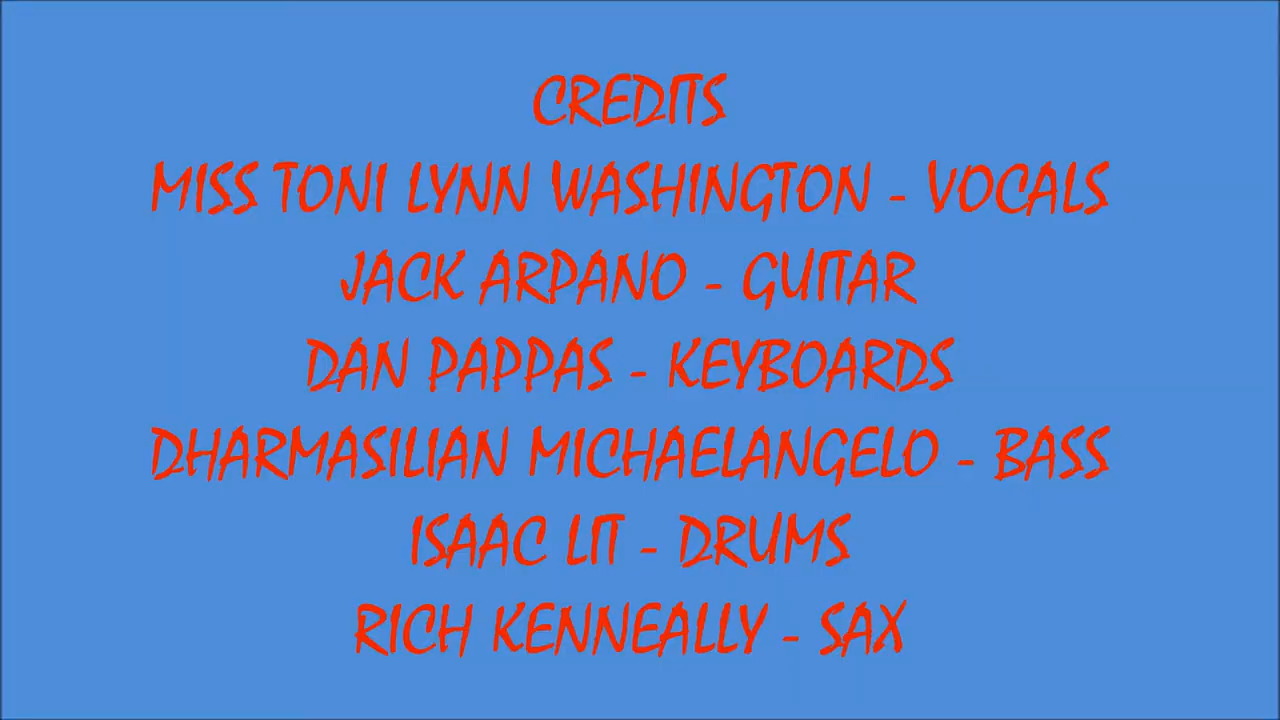 CREDITS
MISS TONI LYNN WASHINGTON - VOCALS
JACK ARPANO - GUITAR
DAN PAPPAS - KEYBOARDS
DHARMASILIAN MICHAELANGELO - BASS
ISAAC LIT - DRUMS
RICH KENNEALLY - SAX